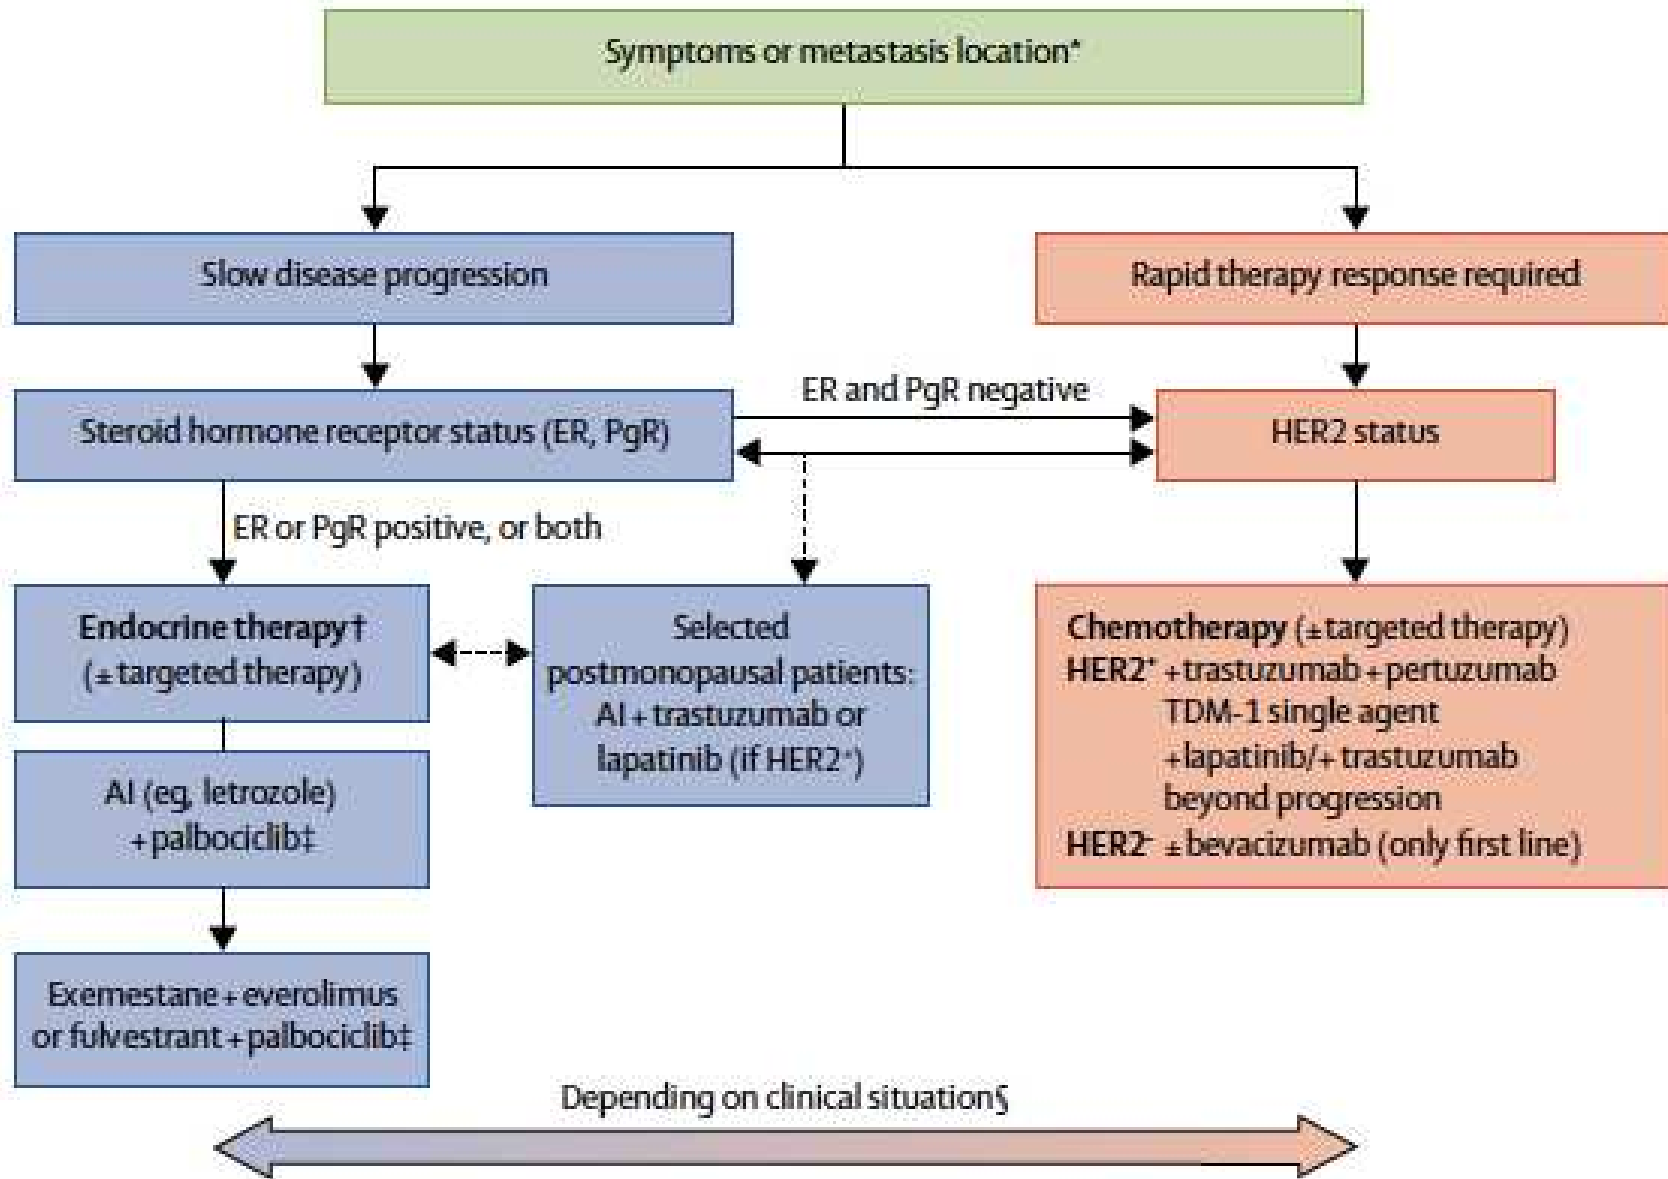 Symptoms or metastasis location*
Slow disease progression
Rapid therapy response required
ER and PgR negative
Steroid hormone receptor status (ER, PgR)
HER2 status
ER or PgR positive, or both
Endocrine therapy†
(± targeted therapy)
Selected
postmonopausal patients:
AI + trastuzumab or
lapatinib (if HER2⁺)
Chemotherapy (± targeted therapy)
HER2⁺ + trastuzumab + pertuzumab
TDM-1 single agent
+lapatinib/+ trastuzumab
beyond progression
HER2⁻ ± bevacizumab (only first line)
AI (eg, letrozole)
+ palbociclib‡
Exemestane + everolimus
or fulvestrant + palbociclib‡
Depending on clinical situation§